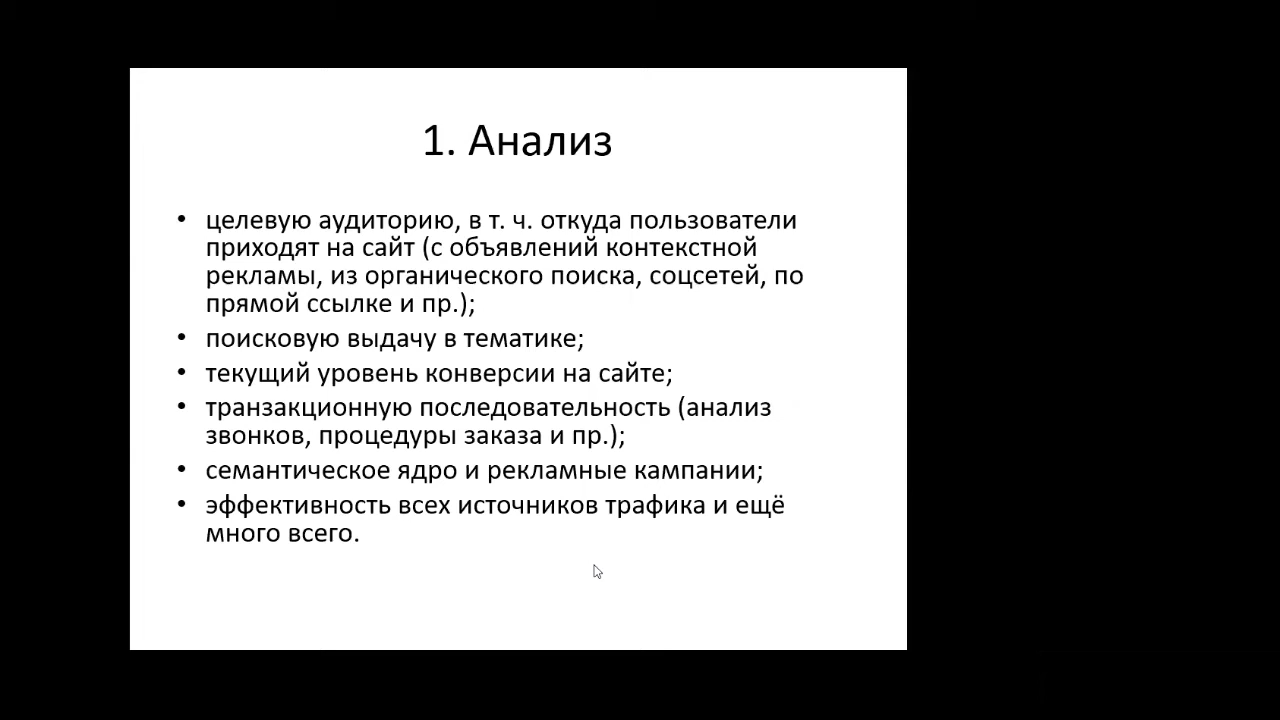 1. Анализ
• целевую аудиторию, в т. ч. откуда пользователи
приходят на сайт (с объявлений контекстной
рекламы, из органического поиска, соцсетей, по
прямой ссылке и пр.);
• поисковую выдачу в тематике;
• текущий уровень конверсии на сайте;
• транзакционную последовательность (анализ
звонков, процедуры заказа и пр.);
• семантическое ядро и рекламные кампании;
• эффективность всех источников трафика и ещё
много всего.